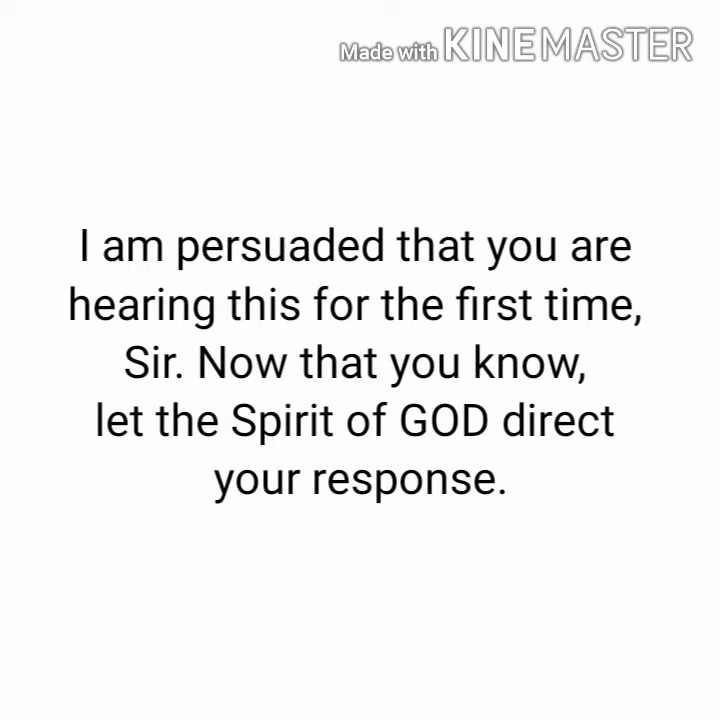 Made with KINEMASTER
I am persuaded that you are
hearing this for the first time,
Sir. Now that you know,
let the Spirit of GOD direct
your response.